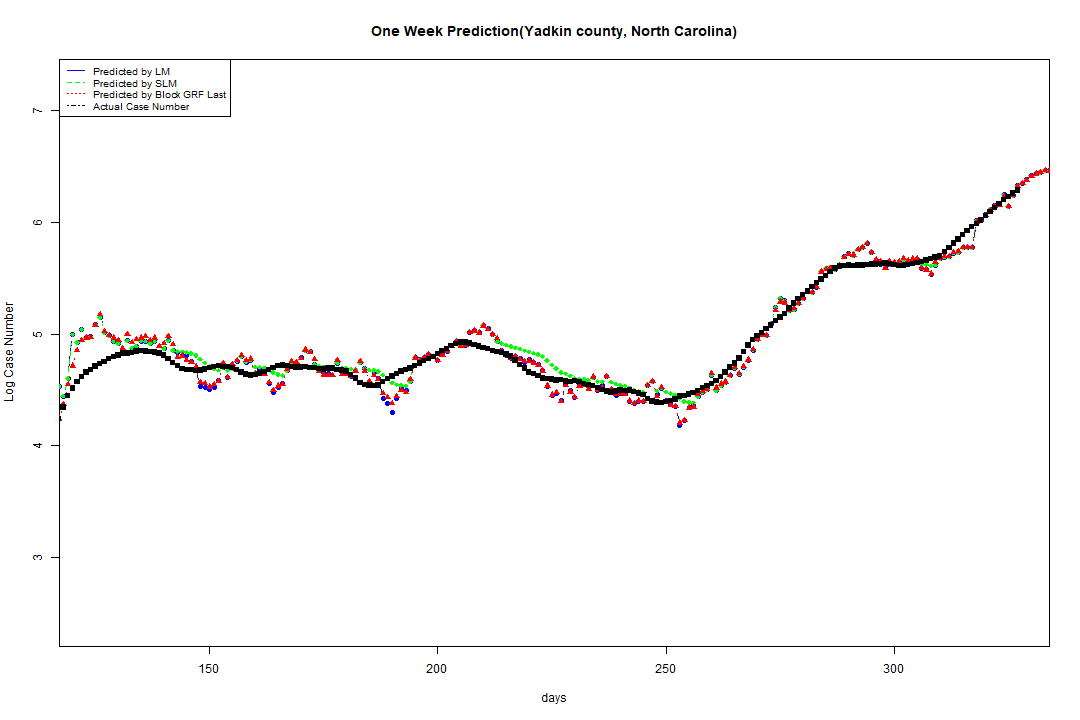 One Week Prediction(Yadkin county, North Carolina)
Predicted by LM
Predicted by SLM
Predicted by Block GRF Last
Actual Case Number
7
6
5
4
3
Log Case Number
150
200
250
300
days